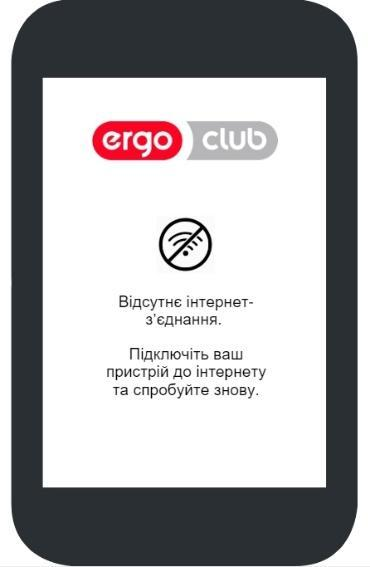 ergo club
Відсутнє інтернет-
з’єднання.
Підключіть ваш
пристрій до інтернету
та спробуйте знову.